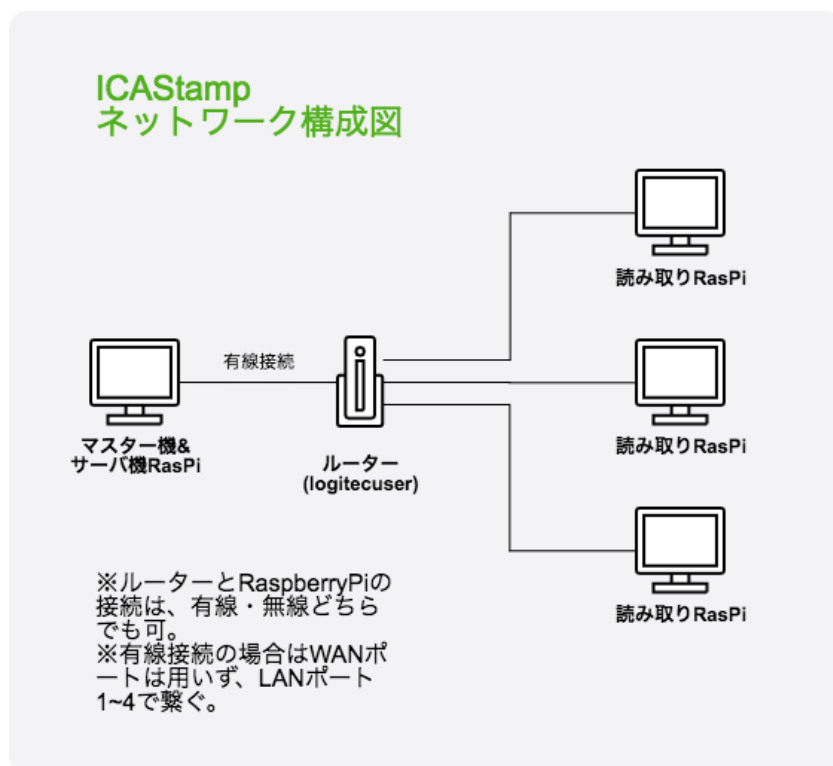 ICAStamp
ネットワーク構成図
読み取りRasPi
有線接続
マスター機&
サーバ機RasPi
ルーター
(logitecuser)
読み取りRasPi
読み取りRasPi
※ルーターとRaspberryPiの
接続は、有線・無線どちら
でも可。
※有線接続の場合はWANポ
ートは用いず、LANポート
1~4で繋ぐ。